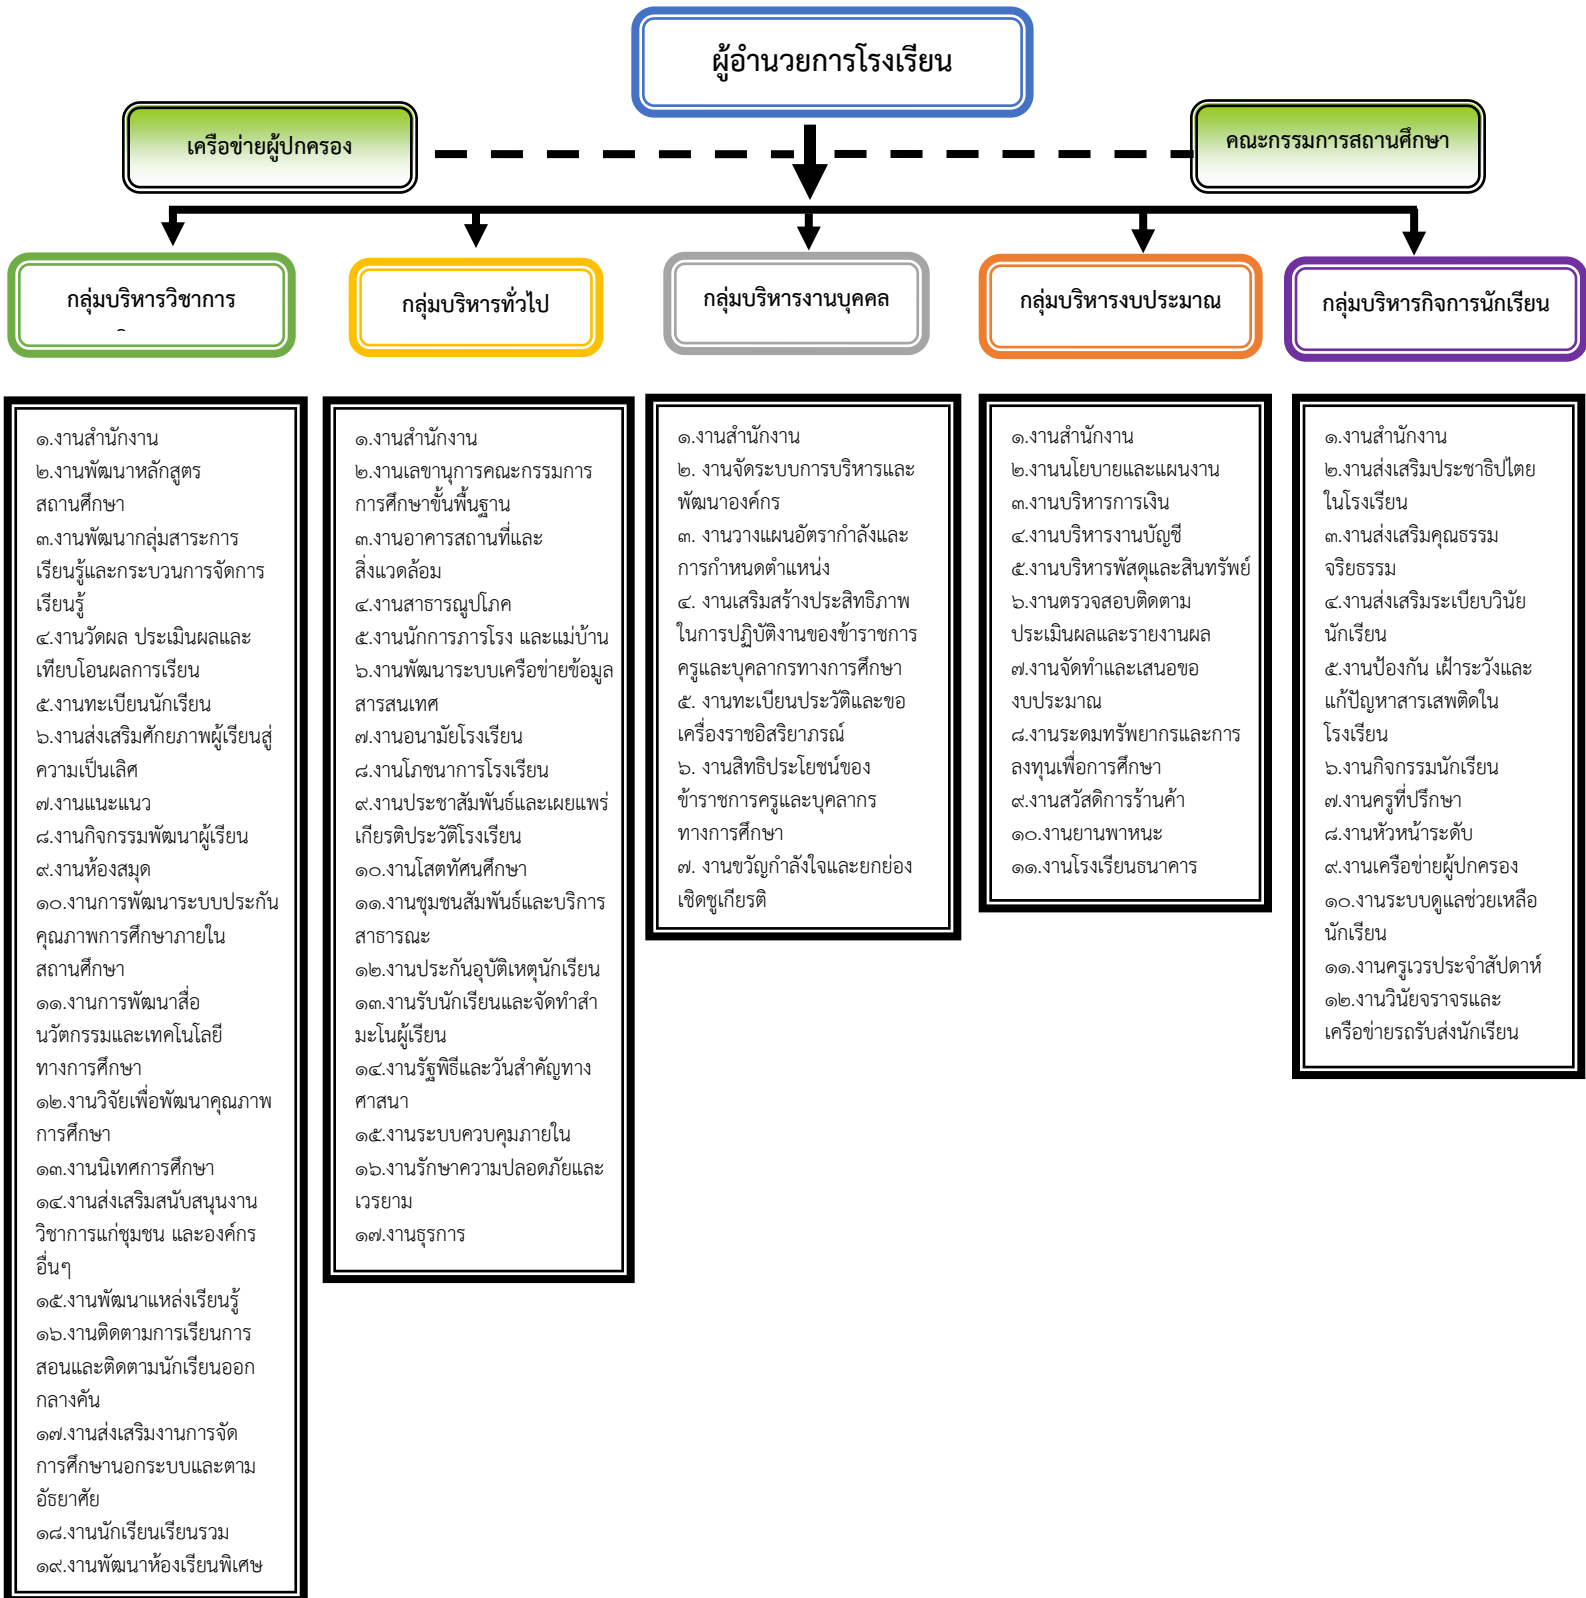 ผู้อำนวยการโรงเรียน
เครือข่ายผู้ปกครอง
คณะกรรมการสถานศึกษา
กลุ่มบริหารวิชาการ
กลุ่มบริหารทั่วไป
กลุ่มบริหารงานบุคคล
กลุ่มบริหารงบประมาณ
กลุ่มบริหารกิจการนักเรียน
๑.งานสำนักงาน
๒.งานพัฒนาหลักสูตร
สถานศึกษา
๓.งานพัฒนากลุ่มสาระการ
เรียนรู้และกระบวนการจัดการ
เรียนรู้
๔.งานวัดผล ประเมินผลและ
เทียบโอนผลการเรียน
๕.งานทะเบียนนักเรียน
๖.งานส่งเสริมศักยภาพผู้เรียนสู่
ความเป็นเลิศ
๗.งานแนะแนว
๘.งานกิจกรรมพัฒนาผู้เรียน
๙.งานห้องสมุด
๑๐.งานการพัฒนาระบบประกัน
คุณภาพการศึกษาภายใน
สถานศึกษา
๑๑.งานการพัฒนาสื่อ
นวัตกรรมและเทคโนโลยี
ทางการศึกษา
๑๒.งานวิจัยเพื่อพัฒนาคุณภาพ
การศึกษา
๑๓.งานนิเทศการศึกษา
๑๔.งานส่งเสริมสนับสนุนงาน
วิชาการแก่ชุมชน และองค์กร
อื่นๆ
๑๕.งานพัฒนาแหล่งเรียนรู้
๑๖.งานติดตามการเรียนการ
สอนและติดตามนักเรียนออก
กลางคัน
๑๗.งานส่งเสริมงานการจัด
การศึกษานอกระบบและตาม
อัธยาศัย
๑๘.งานนักเรียนเรียนรวม
๑๙.งานพัฒนาห้องเรียนพิเศษ
๑.งานสำนักงาน
๒.งานเลขานุการคณะกรรมการ
การศึกษาขั้นพื้นฐาน
๓.งานอาคารสถานที่และ
สิ่งแวดล้อม
๔.งานสาธารณูปโภค
๕.งานนักการภารโรง และแม่บ้าน
๖.งานพัฒนาระบบเครือข่ายข้อมูล
สารสนเทศ
๗.งานอนามัยโรงเรียน
๘.งานโภชนาการโรงเรียน
๙.งานประชาสัมพันธ์และเผยแพร่
เกียรติประวัติโรงเรียน
๑๐.งานโสตทัศนศึกษา
๑๑.งานชุมชนสัมพันธ์และบริการ
สาธารณะ
๑๒.งานประกันอุบัติเหตุนักเรียน
๑๓.งานรับนักเรียนและจัดทำสำ
มะโนผู้เรียน
๑๔.งานรัฐพิธีและวันสำคัญทาง
ศาสนา
๑๕.งานระบบควบคุมภายใน
๑๖.งานรักษาความปลอดภัยและ
เวรยาม
๑๗.งานธุรการ
๑.งานสำนักงาน
๒. งานจัดระบบการบริหารและ
พัฒนาองค์กร
๓. งานวางแผนอัตรากำลังและ
การกำหนดตำแหน่ง
๔. งานเสริมสร้างประสิทธิภาพ
ในการปฏิบัติงานของข้าราชการ
ครูและบุคลากรทางการศึกษา
๕. งานทะเบียนประวัติและขอ
เครื่องราชอิสริยาภรณ์
๖. งานสิทธิประโยชน์ของ
ข้าราชการครูและบุคลากร
ทางการศึกษา
๗. งานขวัญกำลังใจและยกย่อง
เชิดชูเกียรติ
๑.งานสำนักงาน
๒.งานนโยบายและแผนงาน
๓.งานบริหารการเงิน
๔.งานบริหารงานบัญชี
๕.งานบริหารพัสดุและสินทรัพย์
๖.งานตรวจสอบติดตาม
ประเมินผลและรายงานผล
๗.งานจัดทำและเสนอขอ
งบประมาณ
๘.งานระดมทรัพยากรและการ
ลงทุนเพื่อการศึกษา
๙.งานสวัสดิการร้านค้า
๑๐.งานยานพาหนะ
๑๑.งานโรงเรียนธนาคาร
๑.งานสำนักงาน
๒.งานส่งเสริมประชาธิปไตย
ในโรงเรียน
๓.งานส่งเสริมคุณธรรม
จริยธรรม
๔.งานส่งเสริมระเบียบวินัย
นักเรียน
๕.งานป้องกัน เฝ้าระวังและ
แก้ปัญหาสารเสพติดใน
โรงเรียน
๖.งานกิจกรรมนักเรียน
๗.งานครูที่ปรึกษา
๘.งานหัวหน้าระดับ
๙.งานเครือข่ายผู้ปกครอง
๑๐.งานระบบดูแลช่วยเหลือ
นักเรียน
๑๑.งานครูเวรประจำสัปดาห์
๑๒.งานวินัยจราจรและ
เครือข่ายรถรับส่งนักเรียน